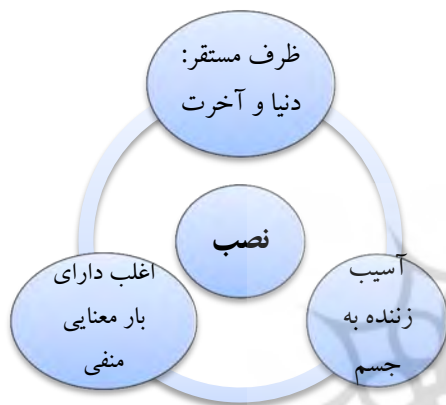 ظرف مستقر:
دنیا و آخرت
نصب
آسیب
زننده به
جسم
اغلب دارای
بار معنایی
منفی